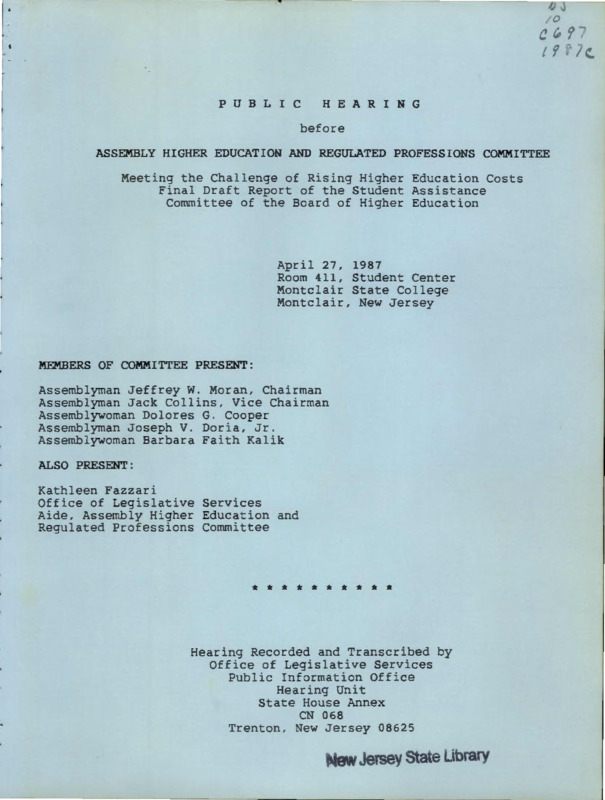 DJ
10
C697
1987c
PUBLIC HEARING
before
ASSEMBLY HIGHER EDUCATION AND REGULATED PROFESSIONS COMMITTEE
Meeting the Challenge of Rising Higher Education Costs
Final Draft Report of the Student Assistance
Committee of the Board of Higher Education
April 27, 1987
Room 411, Student Center
Montclair State College
Montclair, New Jersey
MEMBERS OF COMMITTEE PRESENT:
Assemblyman Jeffrey W. Moran, Chairman
Assemblyman Jack Collins, Vice Chairman
Assemblywoman Dolores G. Cooper
Assemblyman Joseph V. Doria, Jr.
Assemblywoman Barbara Faith Kalik
ALSO PRESENT:
Kathleen Fazzari
Office of Legislative Services
Aide, Assembly Higher Education and
Regulated Professions Committee
* * * * * * * * * *
Hearing Recorded and Transcribed by
Office of Legislative Services
Public Information Office
Hearing Unit
State House Annex
CN 068
Trenton, New Jersey 08625
New Jersey State Library